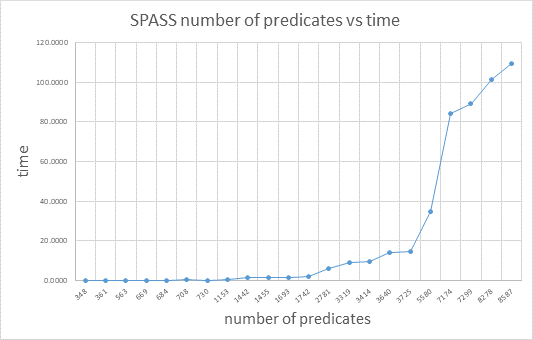 SPASS number of predicates vs time
120.0000
100.0000
80.0000
60.0000
40.0000
20.0000
0.0000
time
348 361 563 669 684 708 730 1153 1442 1455 1693 1742 2781 3319 3414 3640 3725 5580 7174 7299 8278 8587
number of predicates